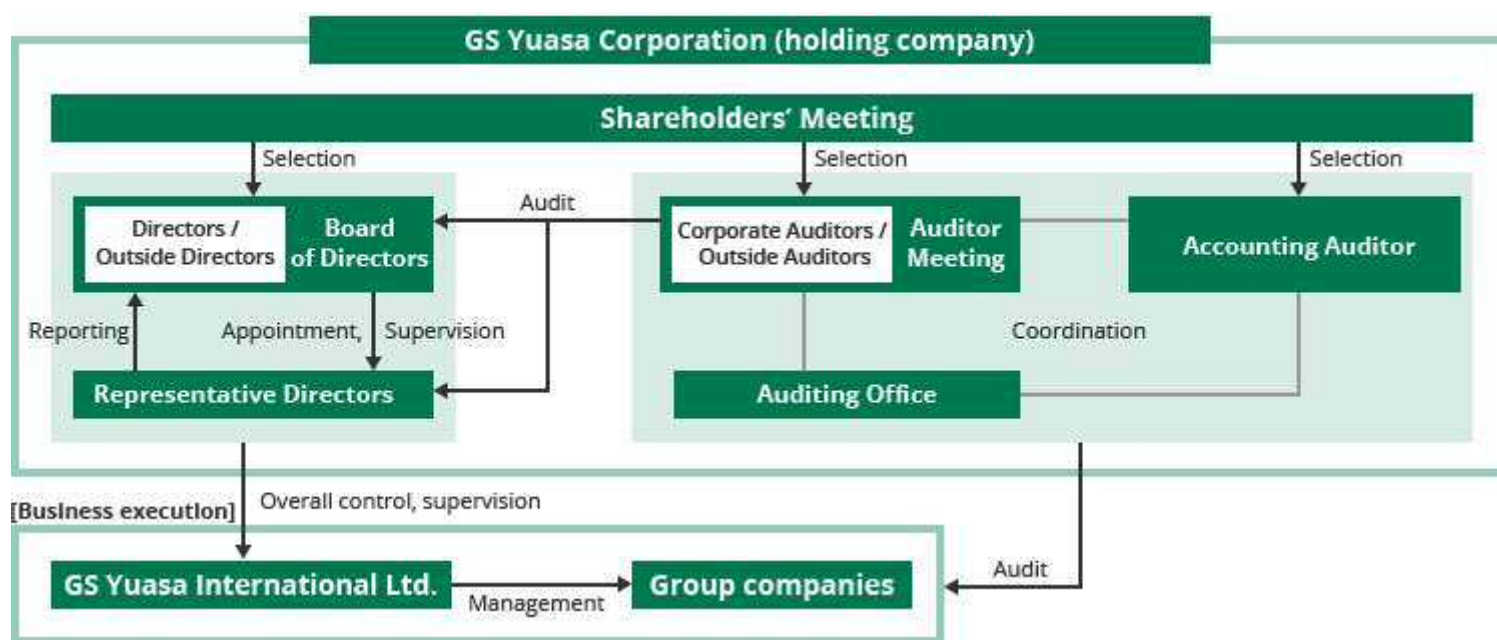 GS Yuasa Corporation (holding company)
Shareholders’ Meeting
Selection
Selection
Selection
Directors /
Outside Directors
Board
of Directors
Audit
Corporate Auditors /
Outside Auditors
Auditor
Meeting
Accounting Auditor
Reporting
Appointment,
Supervision
Coordination
Representative Directors
Auditing Office
[Business execution]
Overall control, supervision
GS Yuasa International Ltd.
Management
Group companies
Audit